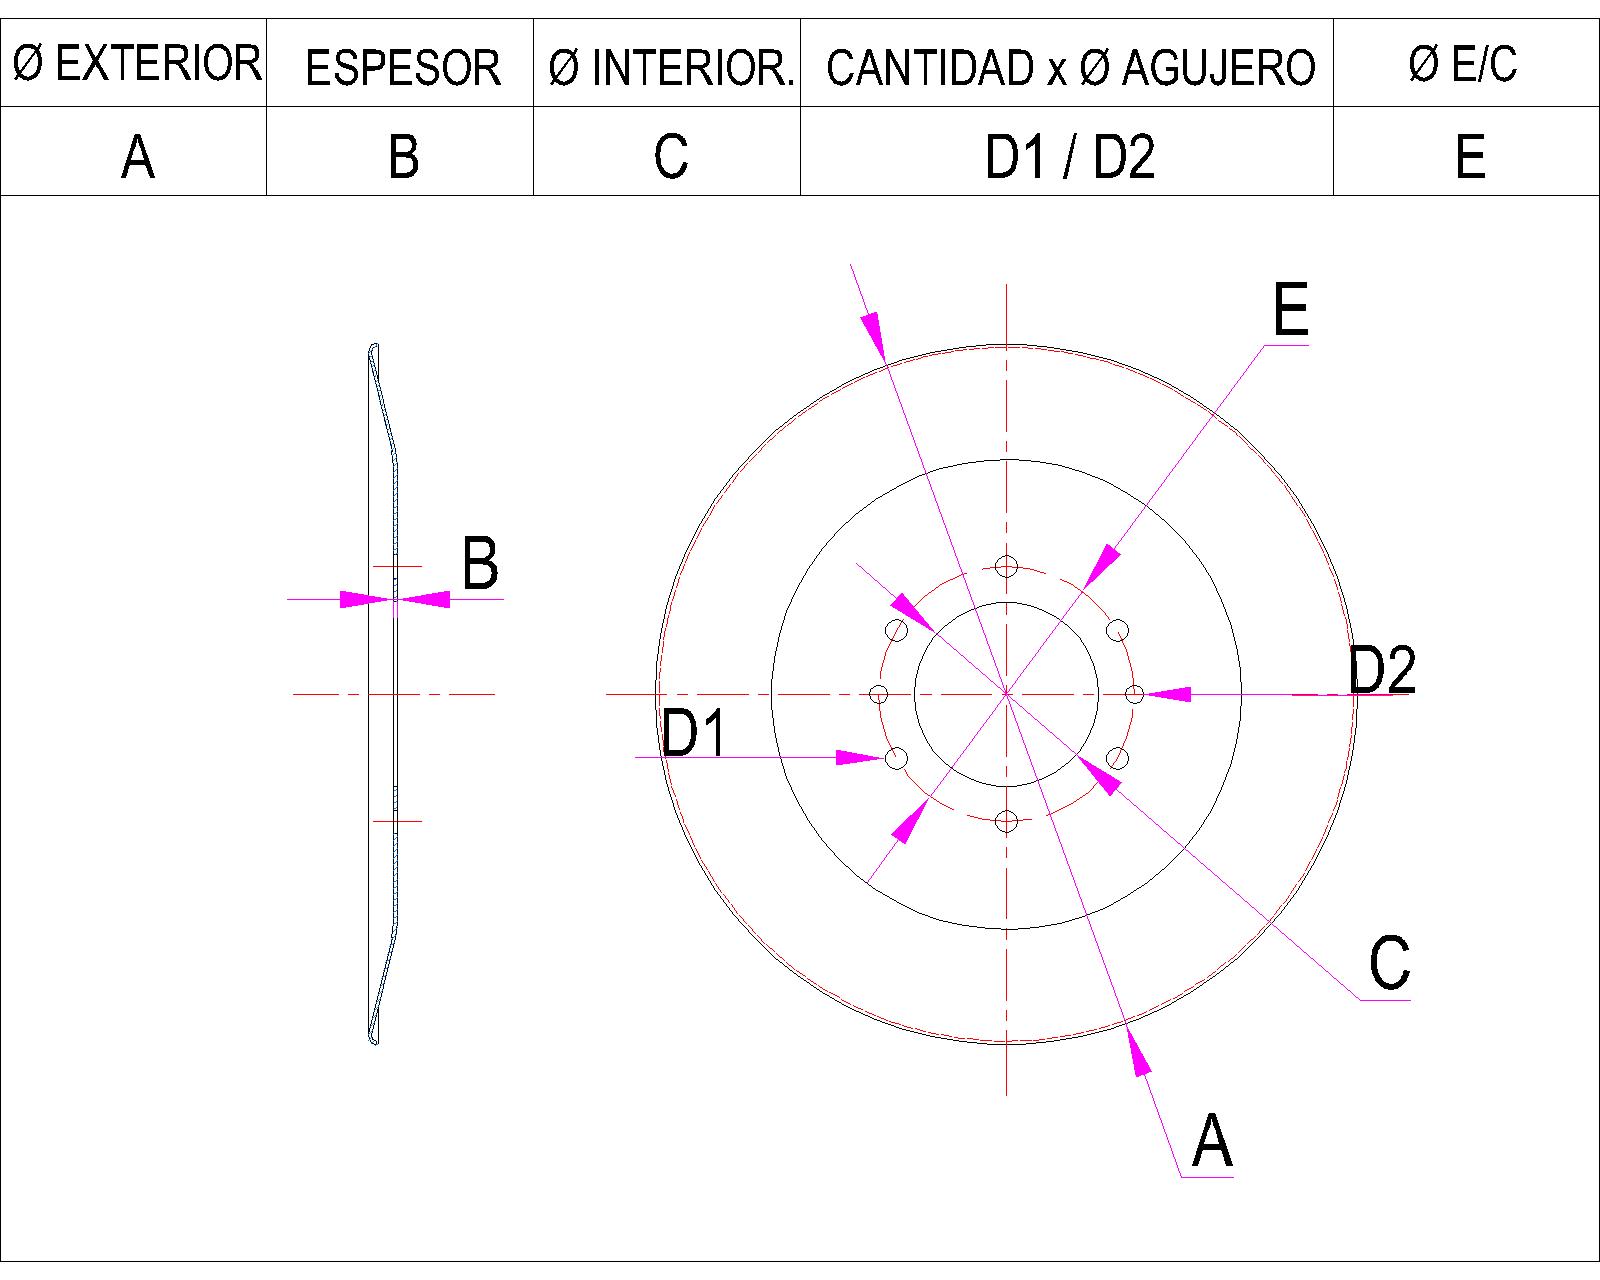 Ø EXTERIOR ESPESOR Ø INTERIOR. CANTIDAD x Ø AGUJERO Ø E/C
A B C D1 / D2 E
E
B
D2
D1
C
A